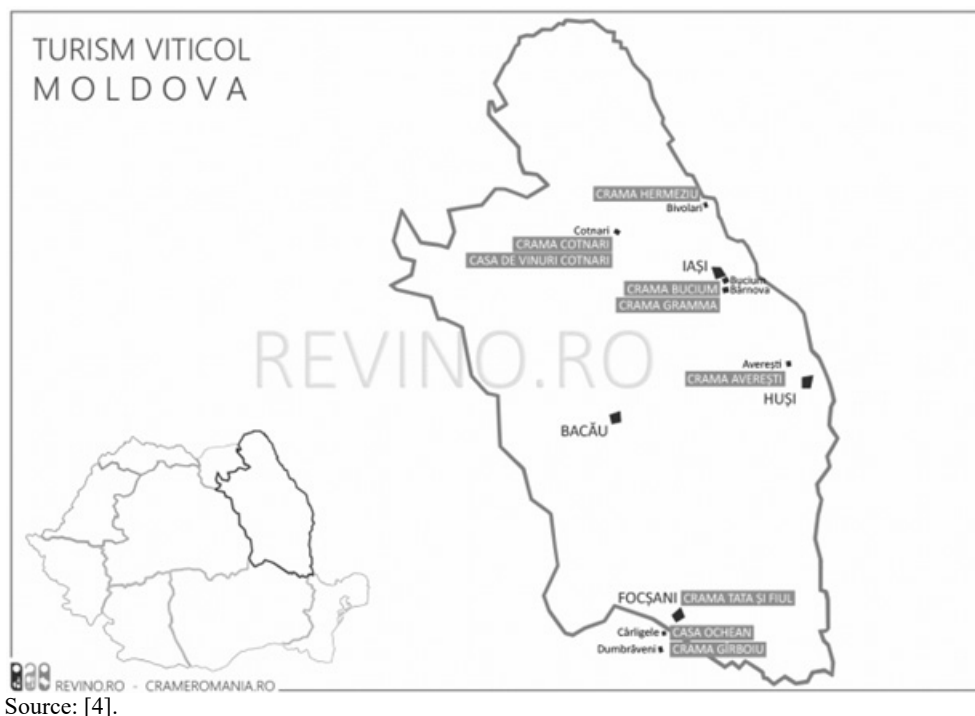 TURISM VITICOL
MOLDOVA
CRAMA HERMEZIU
Bivolari
Cotnari
CRAMA COTNARI
CASA DE VINURI COTNARI
IAȘI
Bucium
CRAMA BUCIUM
Bârnova
CRAMA GRAMMA
REVINO.RO
Averești
CRAMA AVEREȘTI
HUȘI
BACĂU
FOCȘANI CRAMA TATA ȘI FIUL
Cârligele CASA OCHEAN
Dumbrăveni CRAMA GÎRBOIU
REVINO.RO - CRAMEROMANIA.RO
Source: [4].